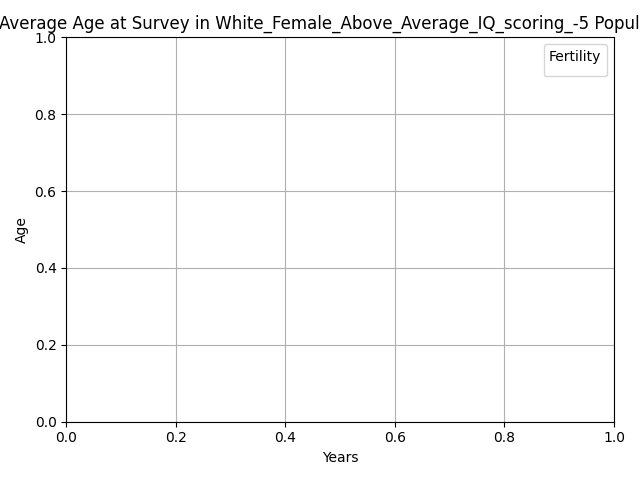 Average Age at Survey in White_Female_Above_Average_IQ_scoring_-5 Popul
1.0
Fertility
0.8
0.6
Age
0.4
0.2
0.0
0.0 0.2 0.4 0.6 0.8 1.0
Years